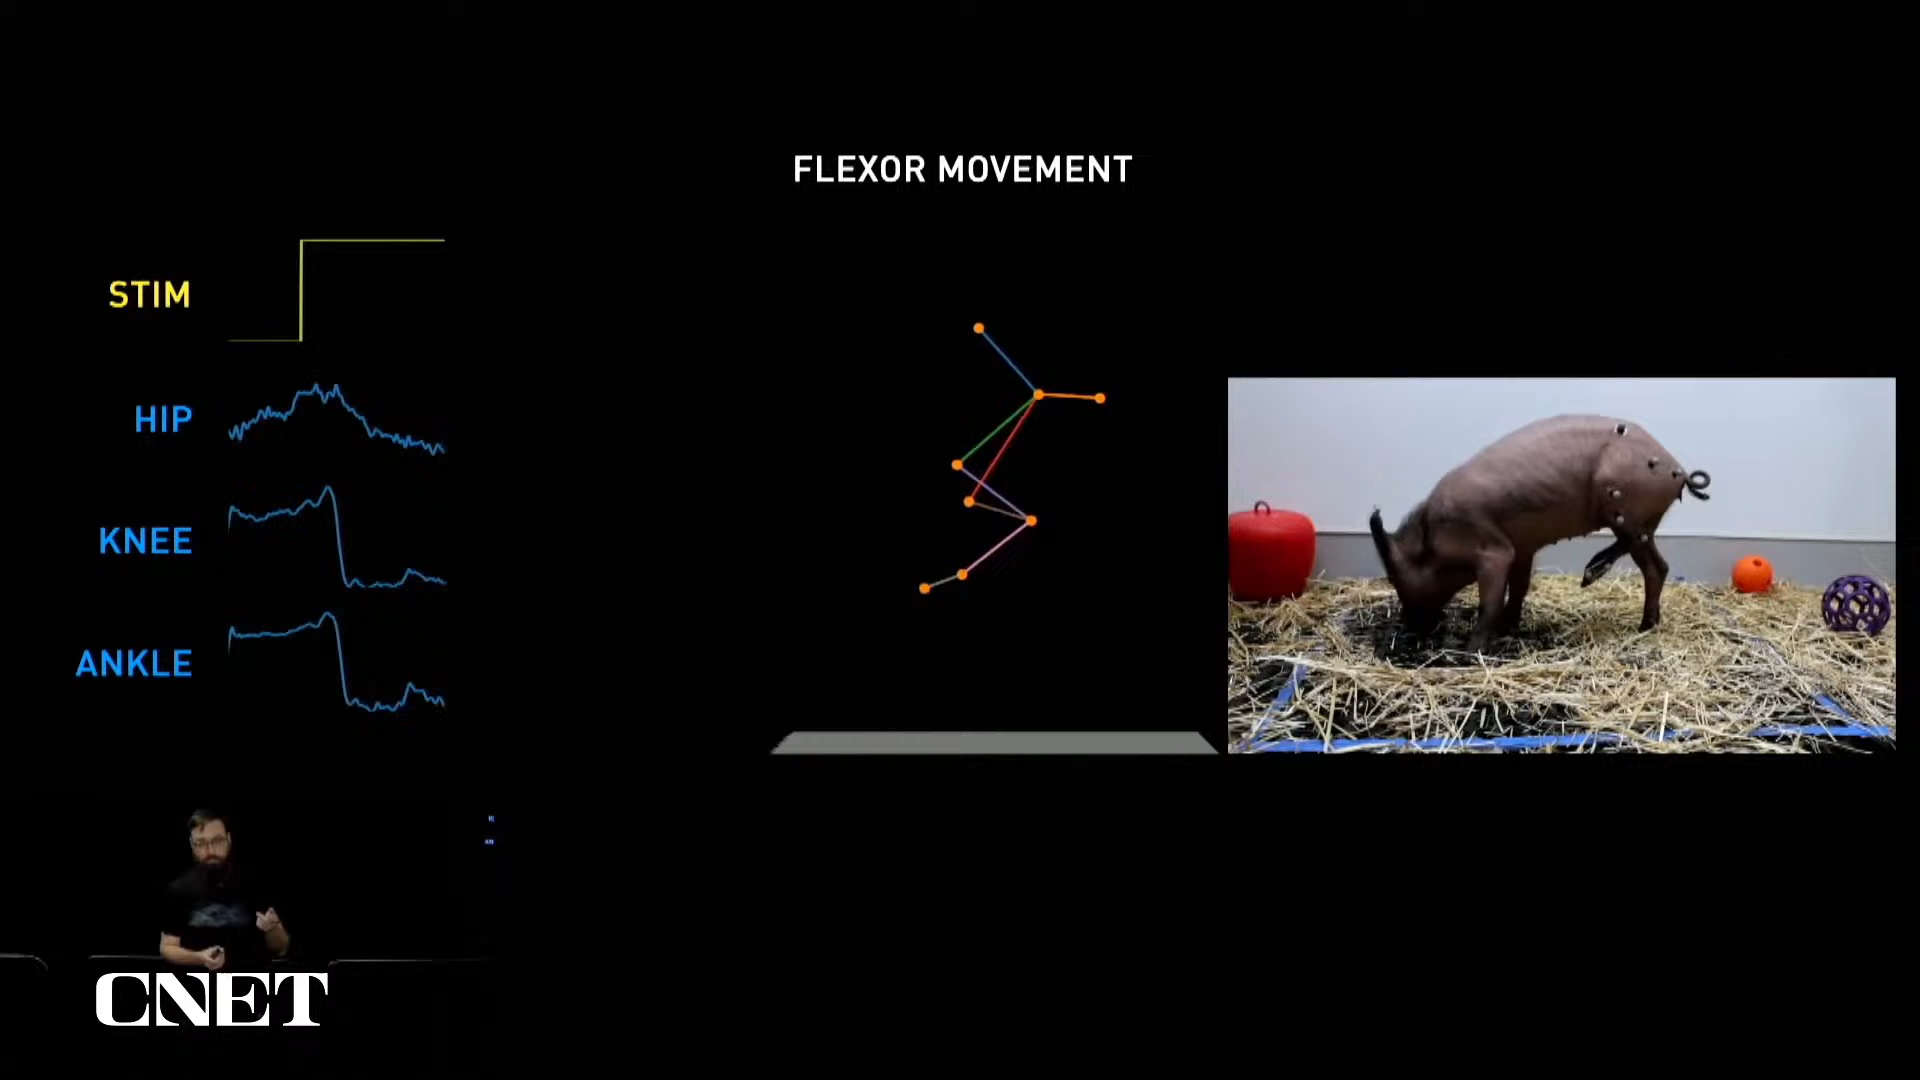 FLEXOR MOVEMENT
STIM
HIP
KNEE
ANKLE
CNET